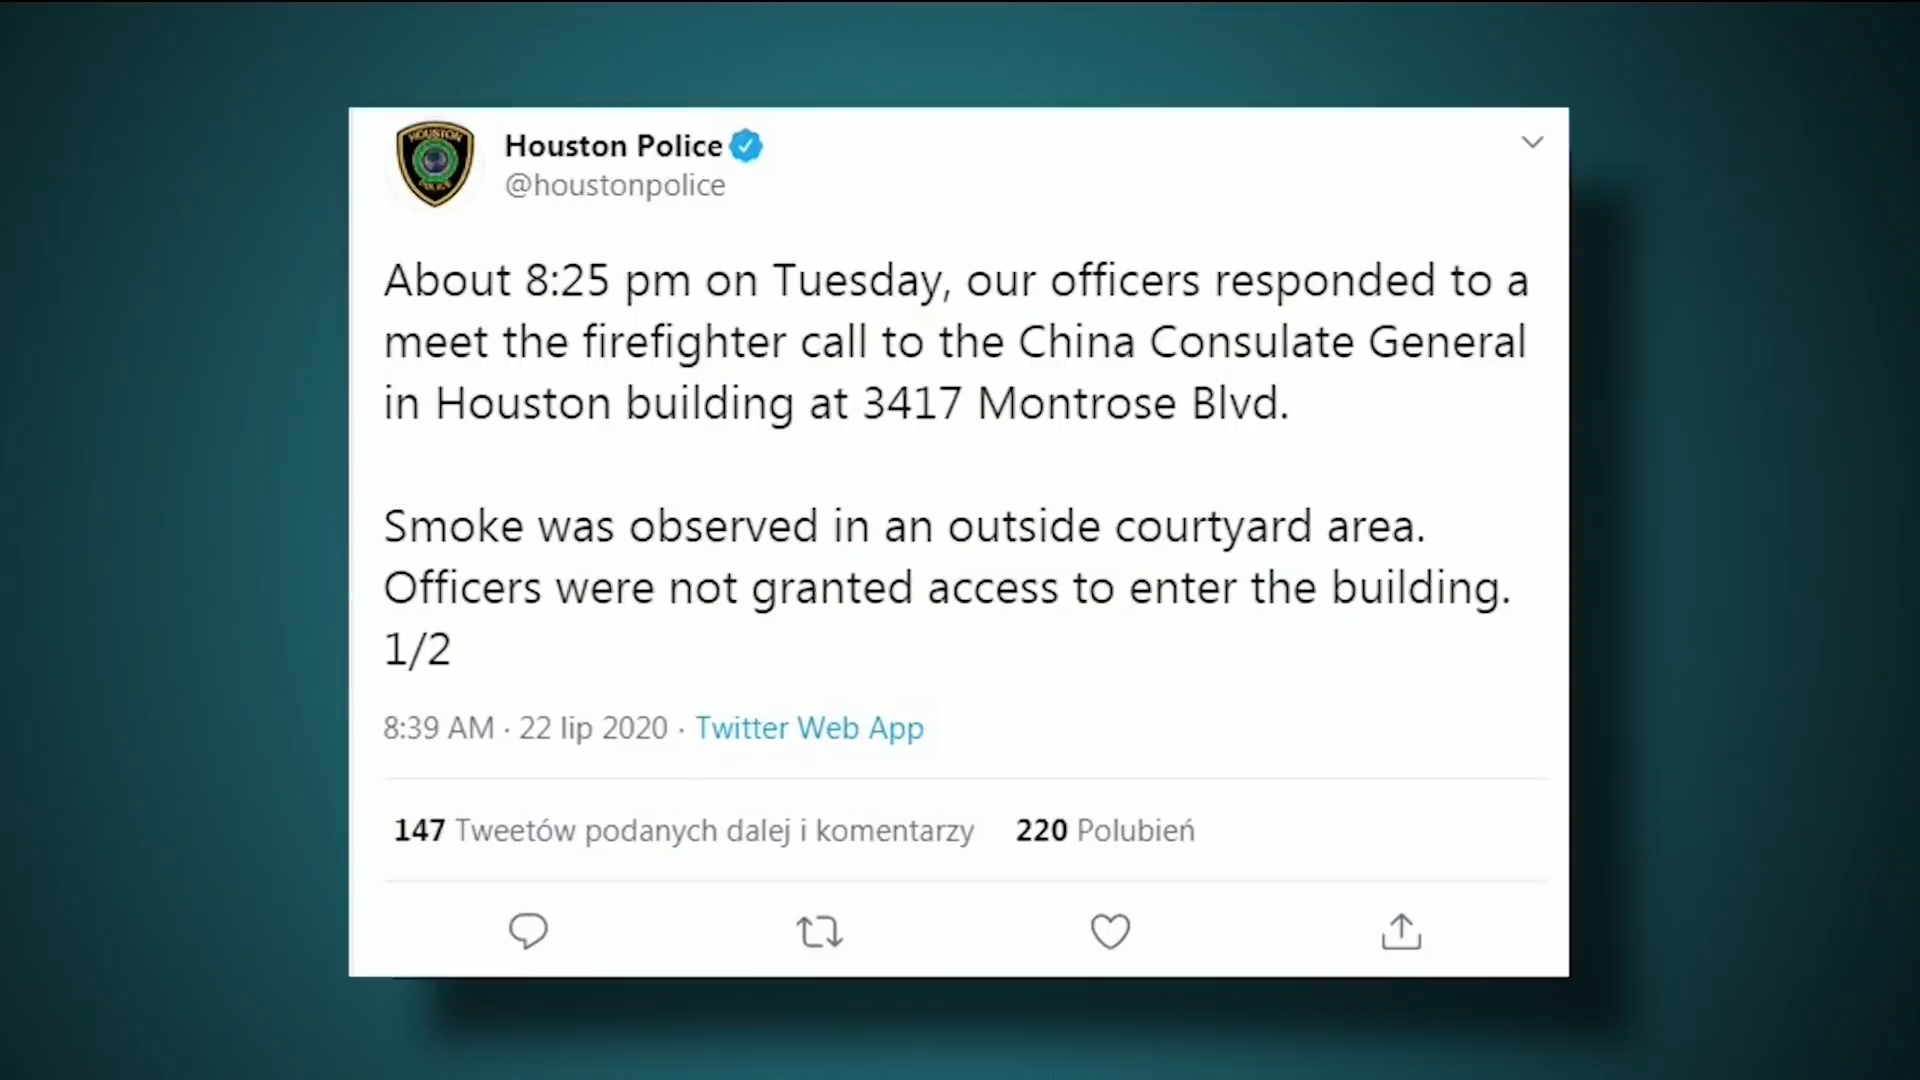 HOUSTON
POLICE
Houston Police
@houstonpolice
About 8:25 pm on Tuesday, our officers responded to a
meet the firefighter call to the China Consulate General
in Houston building at 3417 Montrose Blvd.
Smoke was observed in an outside courtyard area.
Officers were not granted access to enter the building.
1/2
8:39 AM · 22 lip 2020 · Twitter Web App
147 Tweetów podanych dalej i komentarzy 220 Polubień